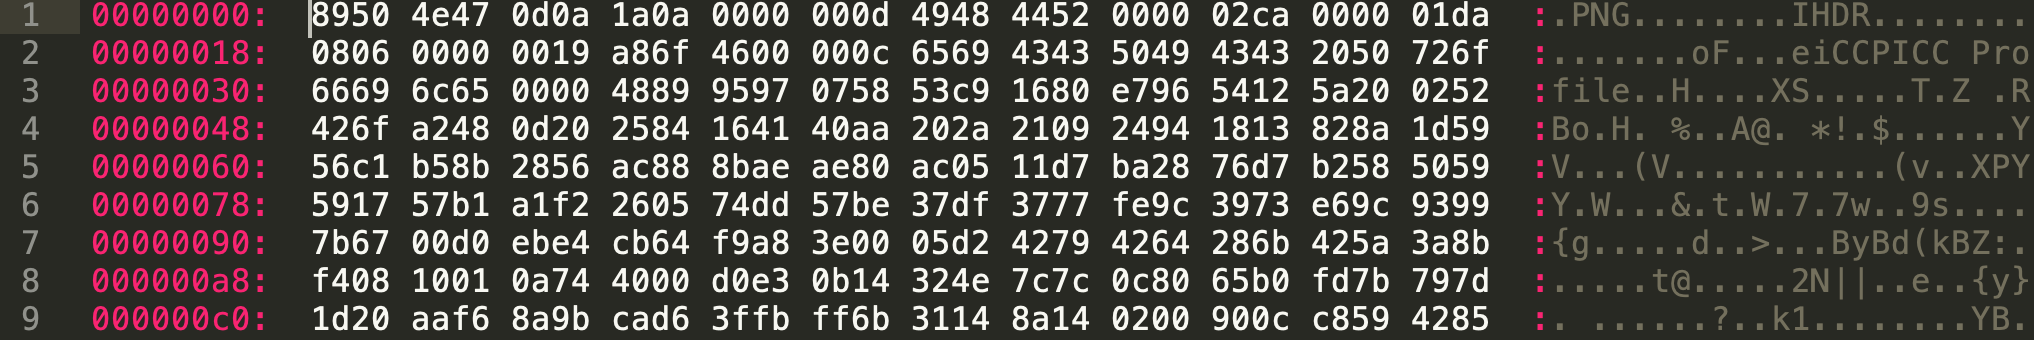 1 00000000: 8950 4e47 0d0a 1a0a 0000 000d 4948 4452 0000 02ca 0000 01da :.PNG........IHDR........
2 00000018: 0806 0000 0019 a86f 4600 000c 6569 4343 5049 4343 2050 726f :.......oF...eiCCPICC Pro
3 00000030: 6669 6c65 0000 4889 9597 0758 53c9 1680 e796 5412 5a20 0252 :file..H....XS.....T.Z .R
4 00000048: 426f a248 0d20 2584 1641 40aa 202a 2109 2494 1813 828a 1d59 :Bo.H. %..A@. *!.$......Y
5 00000060: 56c1 b58b 2856 ac88 8bae ae80 ac05 11d7 ba28 76d7 b258 5059 :V...(V...........(v..XPY
6 00000078: 5917 57b1 a1f2 2605 74dd 57be 37df 3777 fe9c 3973 e69c 9399 :Y.W...&.t.W.7.7w..9s....
7 00000090: 7b67 00d0 ebe4 cb64 f9a8 3e00 05d2 4279 4264 286b 425a 3a8b :{g.....d..>...ByBd(kBZ:.
8 000000a8: f408 1001 0a74 4000 d0e3 0b14 324e 7c7c 0c80 65b0 fd7b 797d :.....t@.....2N||..e..{y}
9 000000c0: 1d20 aaf6 8a9b cad6 3ffb ff6b 3114 8a14 0200 900c c859 4285 :. ......?..k1........YB.